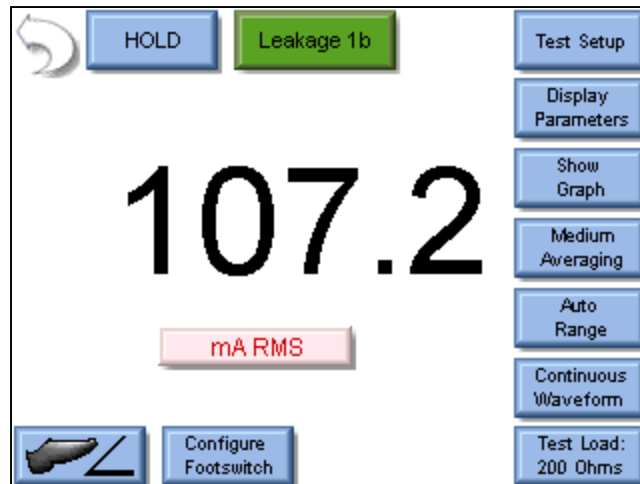 HOLD
Leakage 1b
Test Setup
Display
Parameters
Show
Graph
107.2
Medium
Averaging
Auto
Range
mA RMS
Continuous
Waveform
Configure
Footswitch
Test Load:
200 Ohms